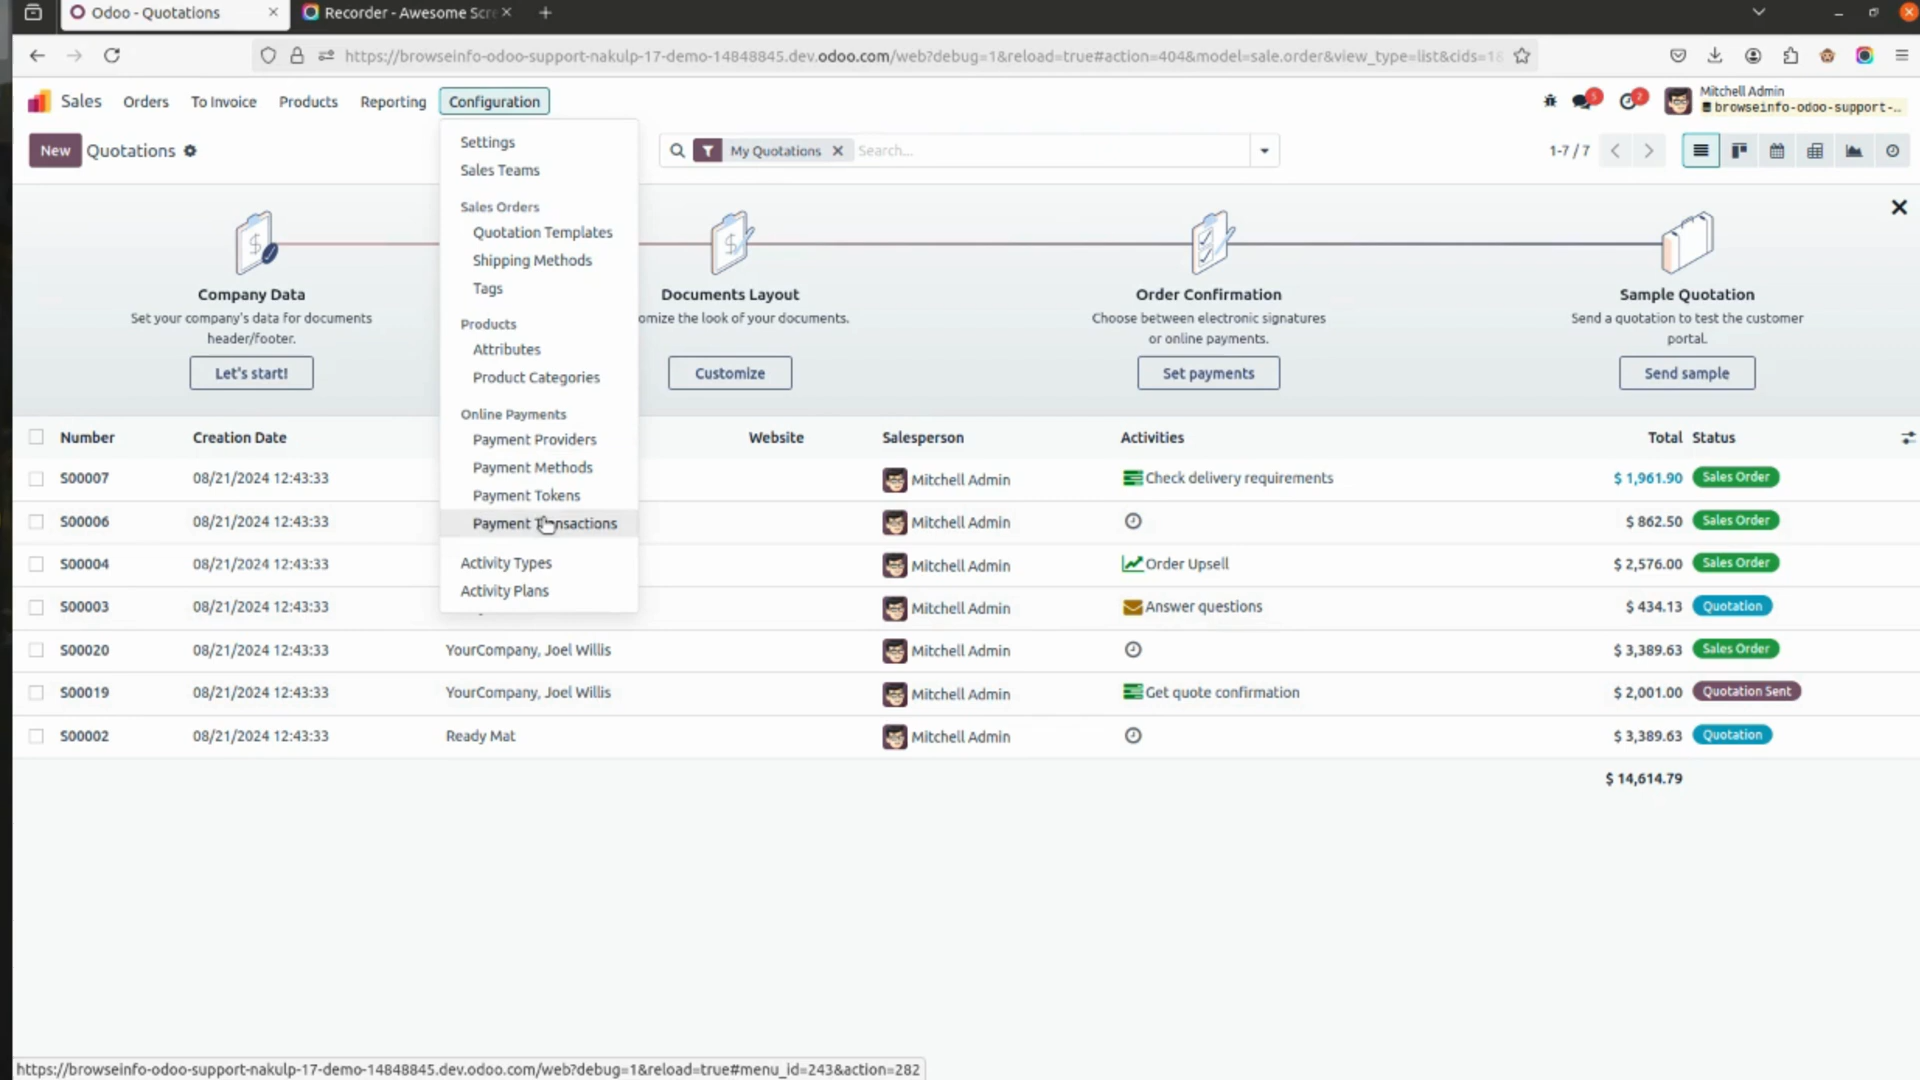 Odoo - Quotations
Recorder - Awesome Scre
https://browseinfo-odoo-support-nakulp-17-demo-14848845.dev.odoo.com/web?debug=1&reload=true#action=404&model=sale.order&view_type=list&cids=1
Sales
Orders
To Invoice
Products
Reporting
Configuration
5
2
Mitchell Admin
browseinfo-odoo-support-...
New
Quotations
My Quotations
Search...
1-7 / 7
Settings
Sales Teams
Sales Orders
Quotation Templates
Shipping Methods
Tags
Products
Attributes
Product Categories
Online Payments
Payment Providers
Payment Methods
Payment Tokens
Payment Transactions
Activity Types
Activity Plans
Company Data
Set your company's data for documents
header/footer.
Let's start!
Documents Layout
omize the look of your documents.
Customize
Order Confirmation
Choose between electronic signatures
or online payments.
Set payments
Sample Quotation
Send a quotation to test the customer
portal.
Send sample
Number Creation Date Website Salesperson Activities Total Status
S00007 08/21/2024 12:43:33 Mitchell Admin Check delivery requirements $ 1,961.90 Sales Order
S00006 08/21/2024 12:43:33 Mitchell Admin $ 862.50 Sales Order
S00004 08/21/2024 12:43:33 Mitchell Admin Order Upsell $ 2,576.00 Sales Order
S00003 08/21/2024 12:43:33 Mitchell Admin Answer questions $ 434.13 Quotation
S00020 08/21/2024 12:43:33 YourCompany, Joel Willis Mitchell Admin $ 3,389.63 Sales Order
S00019 08/21/2024 12:43:33 YourCompany, Joel Willis Mitchell Admin Get quote confirmation $ 2,001.00 Quotation Sent
S00002 08/21/2024 12:43:33 Ready Mat Mitchell Admin $ 3,389.63 Quotation
$ 14,614.79
https://browseinfo-odoo-support-nakulp-17-demo-14848845.dev.odoo.com/web?debug=1&reload=true#menu_id=243&action=282